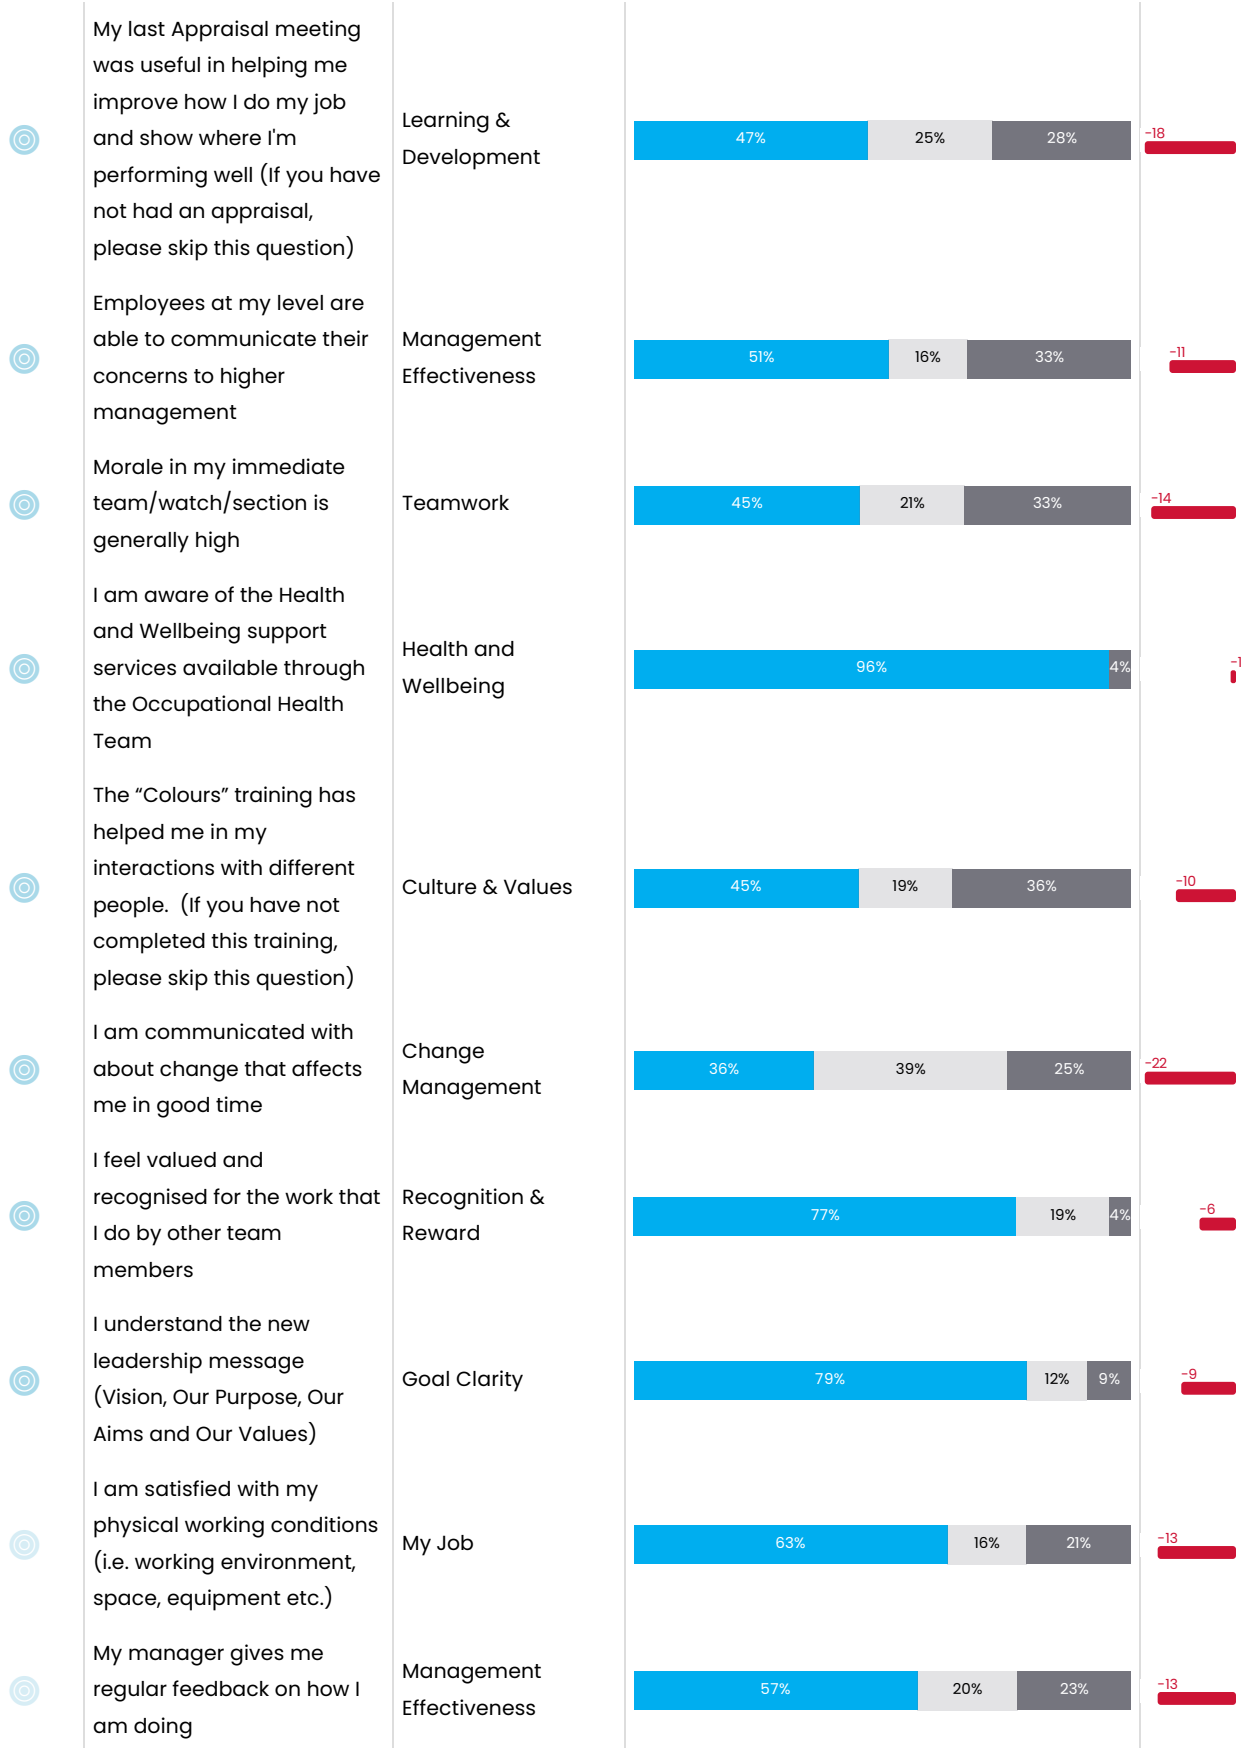 My last Appraisal meeting
was useful in helping me
improve how I do my job
and show where I'm
performing well (If you have
not had an appraisal,
please skip this question)
Learning &
Development
47% 25% 28%
-18
Employees at my level are
able to communicate their
concerns to higher
management
Management
Effectiveness
51% 16% 33%
-11
Morale in my immediate
team/watch/section is
generally high
Teamwork
45% 21% 33%
-14
I am aware of the Health
and Wellbeing support
services available through
the Occupational Health
Team
Health and
Wellbeing
96% 4%
-1
The “Colours” training has
helped me in my
interactions with different
people. (If you have not
completed this training,
please skip this question)
Culture & Values
45% 19% 36%
-10
I am communicated with
about change that affects
me in good time
Change
Management
36% 39% 25%
-22
I feel valued and
recognised for the work that
I do by other team
members
Recognition &
Reward
77% 19% 4%
-6
I understand the new
leadership message
(Vision, Our Purpose, Our
Aims and Our Values)
Goal Clarity
79% 12% 9%
-9
I am satisfied with my
physical working conditions
(i.e. working environment,
space, equipment etc.)
My Job
63% 16% 21%
-13
My manager gives me
regular feedback on how I
am doing
Management
Effectiveness
57% 20% 23%
-13